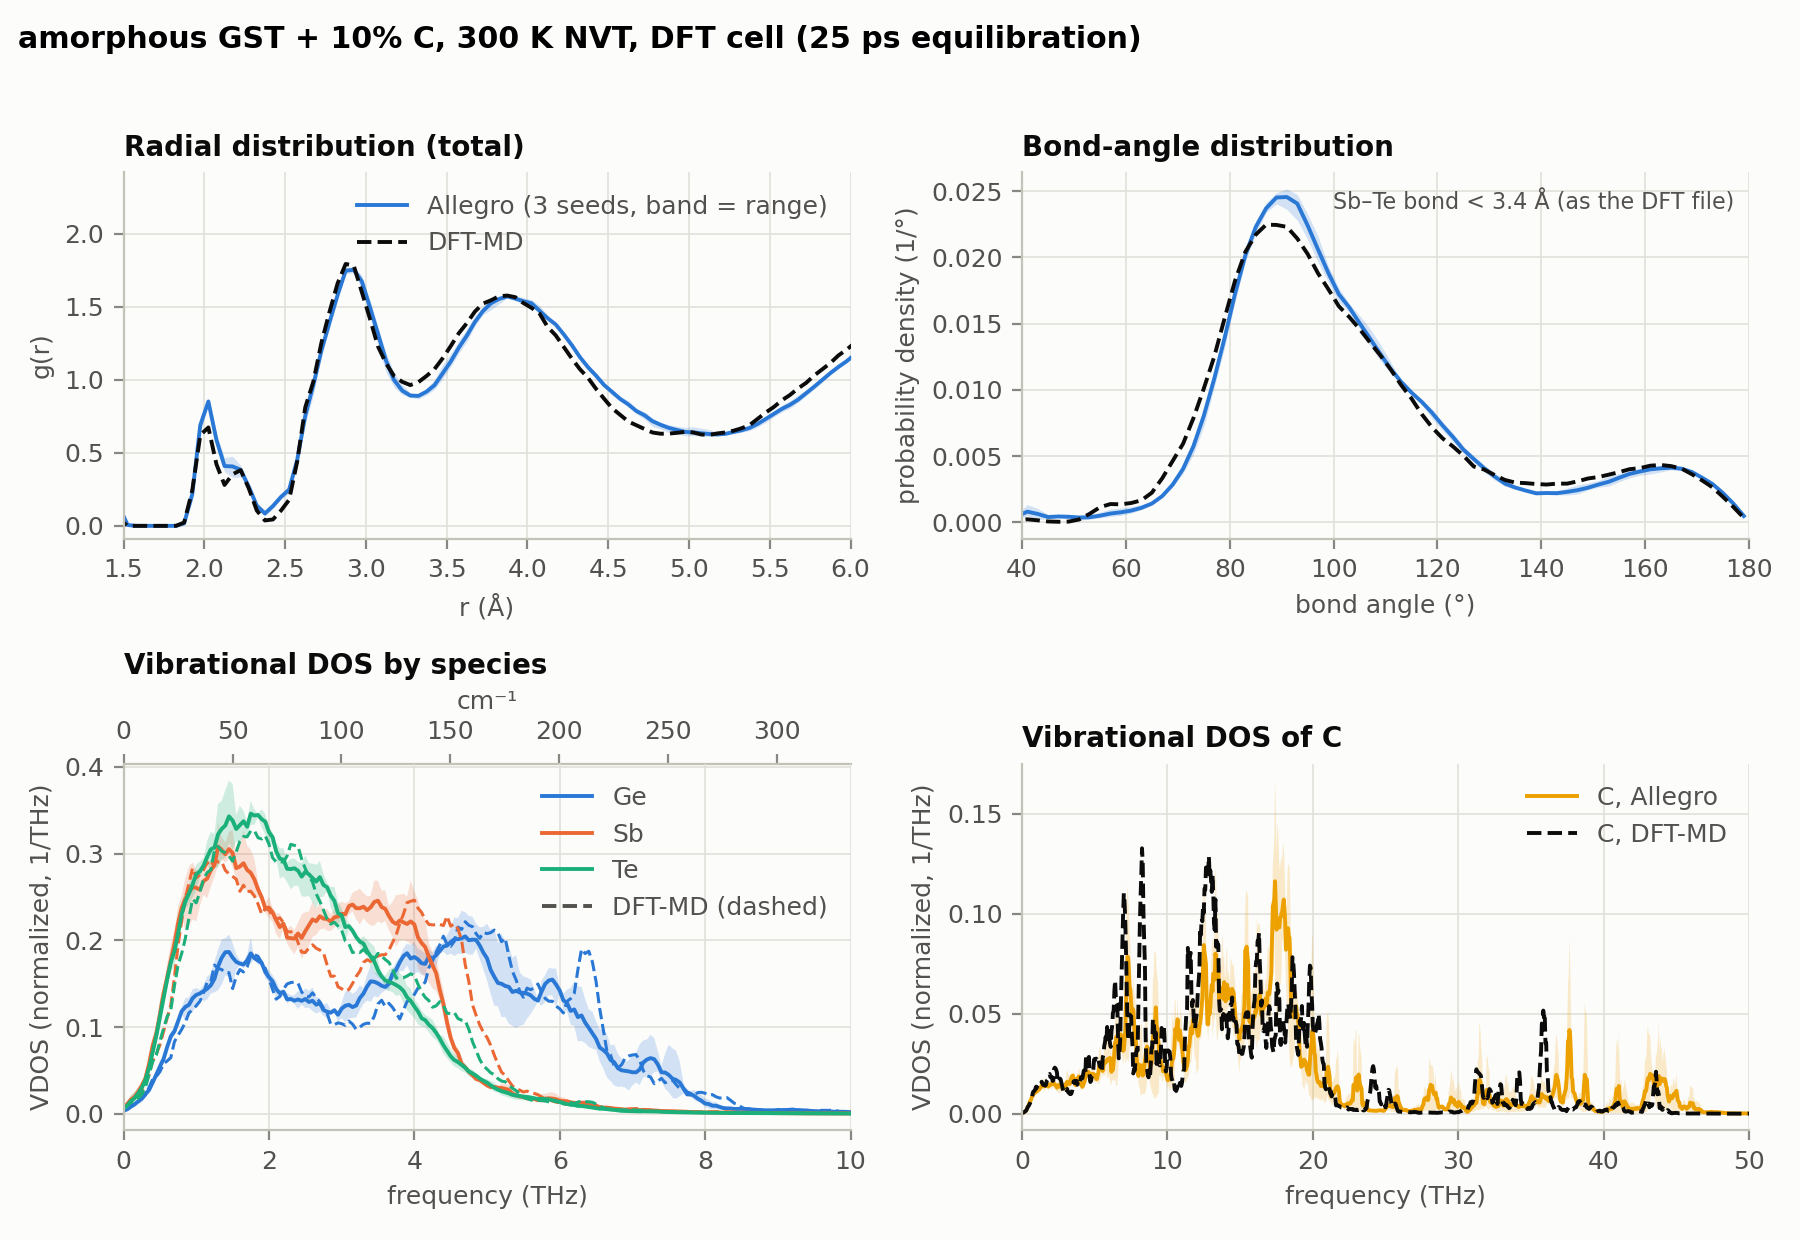 amorphous GST + 10% C, 300 K NVT, DFT cell (25 ps equilibration)
Radial distribution (total)
Allegro (3 seeds, band = range)
DFT-MD
g(r)
2.0
1.5
1.0
0.5
0.0
1.5 2.0 2.5 3.0 3.5 4.0 4.5 5.0 5.5 6.0
r (Å)
Bond-angle distribution
Sb–Te bond < 3.4 Å (as the DFT file)
probability density (1/°)
0.025
0.020
0.015
0.010
0.005
0.000
40 60 80 100 120 140 160 180
bond angle (°)
Vibrational DOS by species
cm⁻¹
0 50 100 150 200 250 300
Ge
Sb
Te
DFT-MD (dashed)
VDOS (normalized, 1/THz)
0.4
0.3
0.2
0.1
0.0
0 2 4 6 8 10
frequency (THz)
Vibrational DOS of C
C, Allegro
C, DFT-MD
VDOS (normalized, 1/THz)
0.15
0.10
0.05
0.00
0 10 20 30 40 50
frequency (THz)